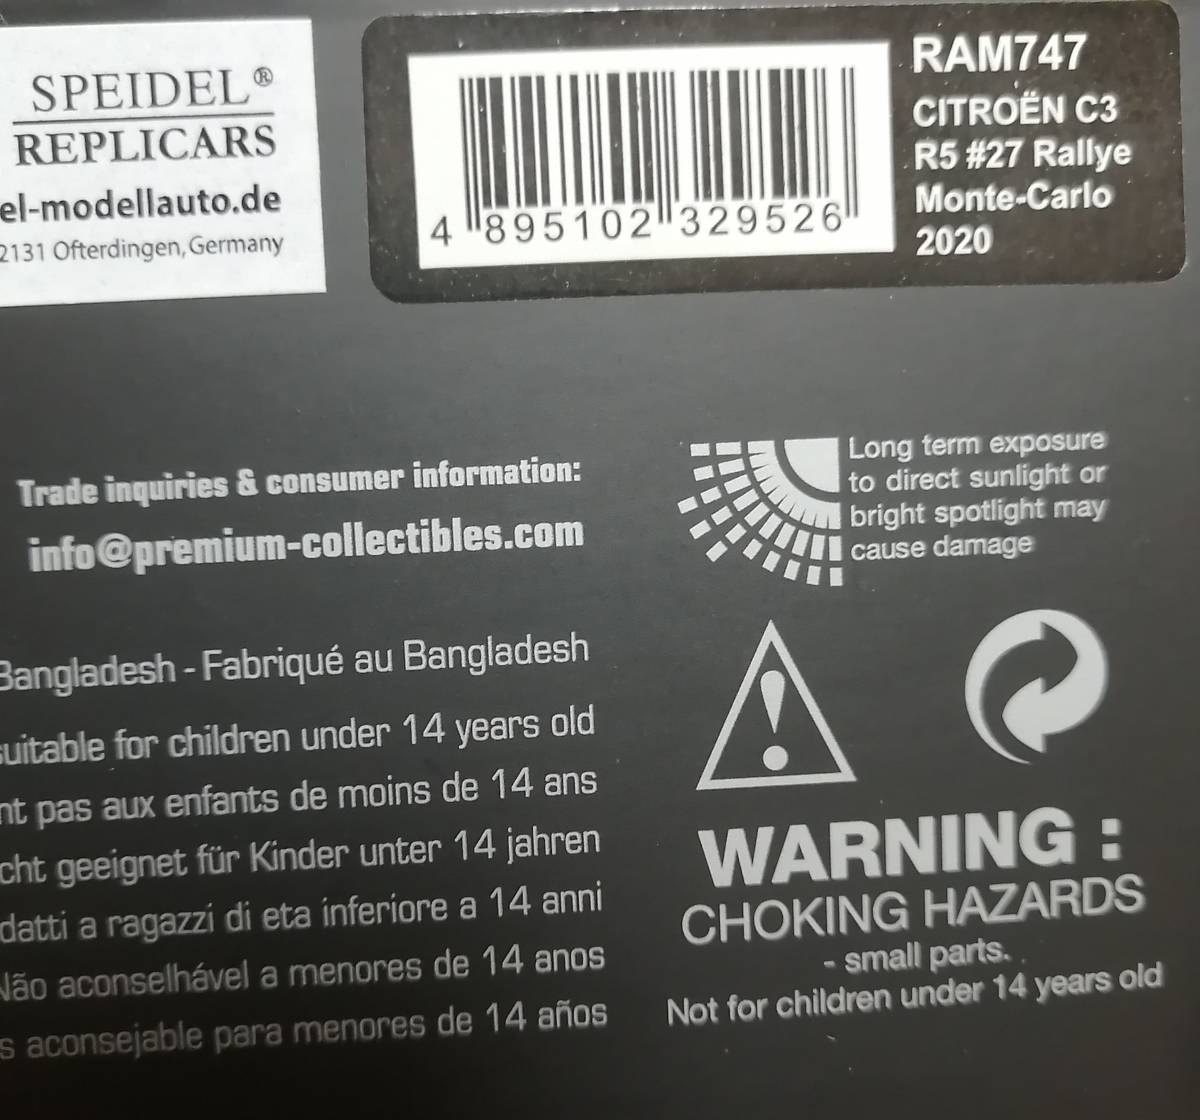 SPEIDEL®
REPLICARS
el-modellauto.de
2131 Ofterdingen, Germany
4 895102 329526
RAM747
CITROËN C3
R5 #27 Rallye
Monte-Carlo
2020
Trade inquiries & consumer information:
info@premium-collectibles.com
Long term exposure
to direct sunlight or
bright spotlight may
cause damage
Bangladesh - Fabriqué au Bangladesh
suitable for children under 14 years old
nt pas aux enfants de moins de 14 ans
cht geeignet für Kinder unter 14 jahren
datti a ragazzi di eta inferiore a 14 anni
Não aconselhável a menores de 14 anos
s aconsejable para menores de 14 años
WARNING :
CHOKING HAZARDS
- small parts.
Not for children under 14 years old